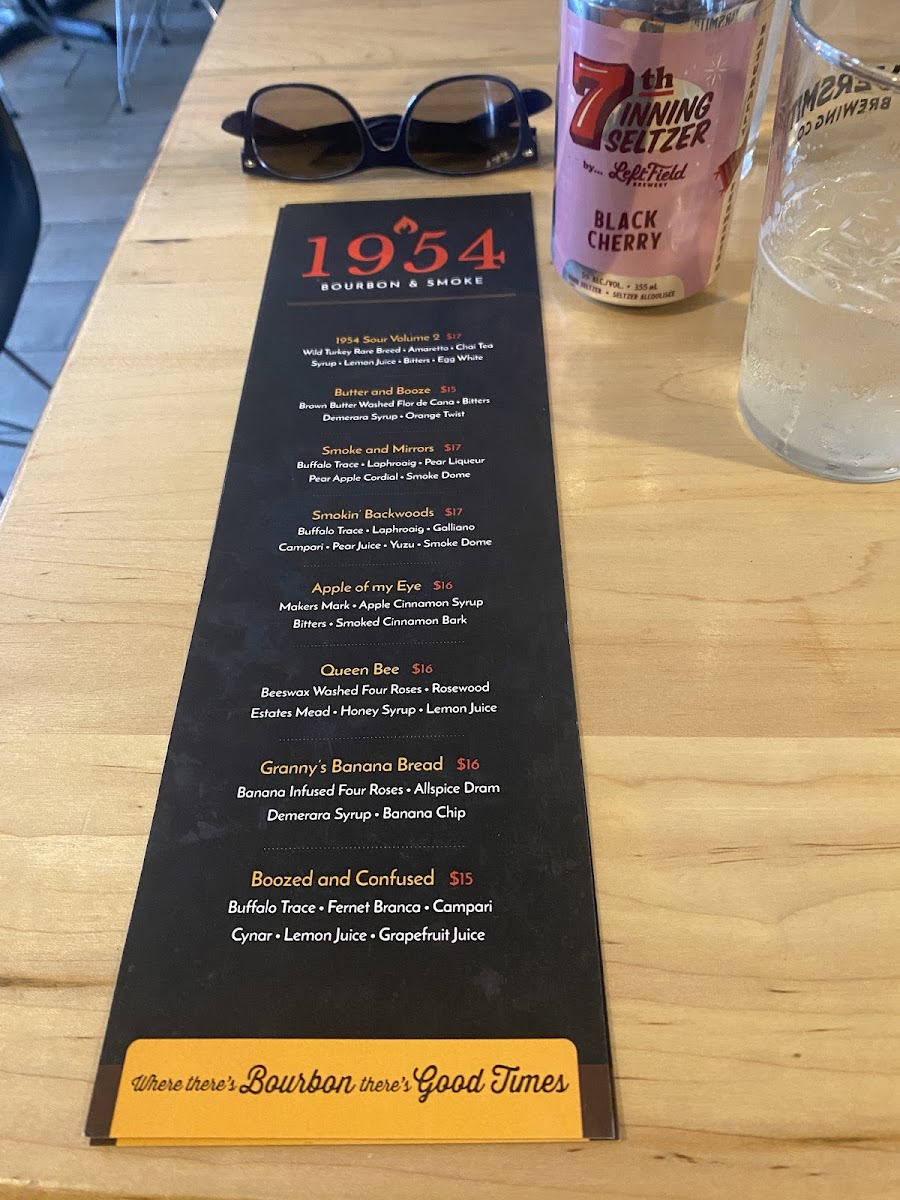 1954
BOURBON & SMOKE
1954 Sour Volume 2 $17
Wild Turkey Rare Breed • Amaretto • Chai Tea
Syrup • Lemon Juice • Bitters • Egg White
Butter and Booze $15
Brown Butter Washed Flor de Cana • Bitters
Demerara Syrup • Orange Twist
Smoke and Mirrors $17
Buffalo Trace • Laphroaig • Pear Liqueur
Pear Apple Cordial • Smoke Dome
Smokin' Backwoods $17
Buffalo Trace • Laphroaig • Galliano
Campari • Pear Juice • Yuzu • Smoke Dome
Apple of my Eye $16
Makers Mark • Apple Cinnamon Syrup
Bitters • Smoked Cinnamon Bark
Queen Bee $16
Beeswax Washed Four Roses • Rosewood
Estates Mead • Honey Syrup • Lemon Juice
Granny's Banana Bread $16
Banana Infused Four Roses • Allspice Dram
Demerara Syrup • Banana Chip
Boozed and Confused $15
Buffalo Trace • Fernet Branca • Campari
Cynar • Lemon Juice • Grapefruit Juice
Where there's Bourbon there's Good Times
7th
INNING
SELTZER
by... Left Field
BREWERY
BLACK
CHERRY
ALC/VOL. • 355 mL
SELTZER • SELTZER ALCOOLISÉE
BREWING CO